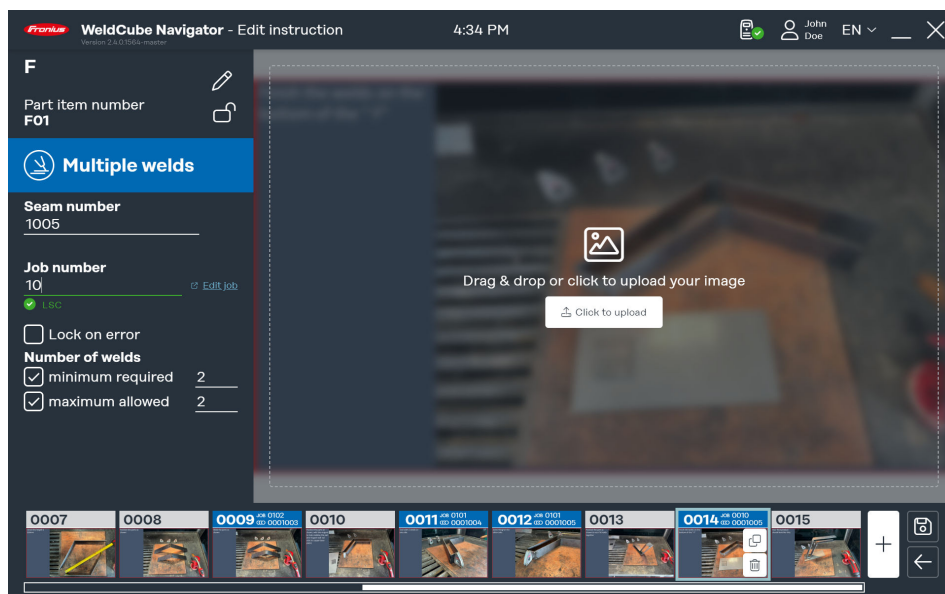 Fronius
WeldCube Navigator - Edit instruction
Version 2.4.0.1564-master
4:34 PM
John
Doe
EN
F
Part item number
F01
Multiple welds
Seam number
1005
Job number
10
Edit job
LSC
Lock on error
Number of welds
minimum required 2
maximum allowed 2
Drag & drop or click to upload your image
Click to upload
0007
0008
0009 JOB 0102
0001003
0010
0011 JOB 0101
0001004
0012 JOB 0101
0001005
0013
0014 JOB 0010
0001005
0015